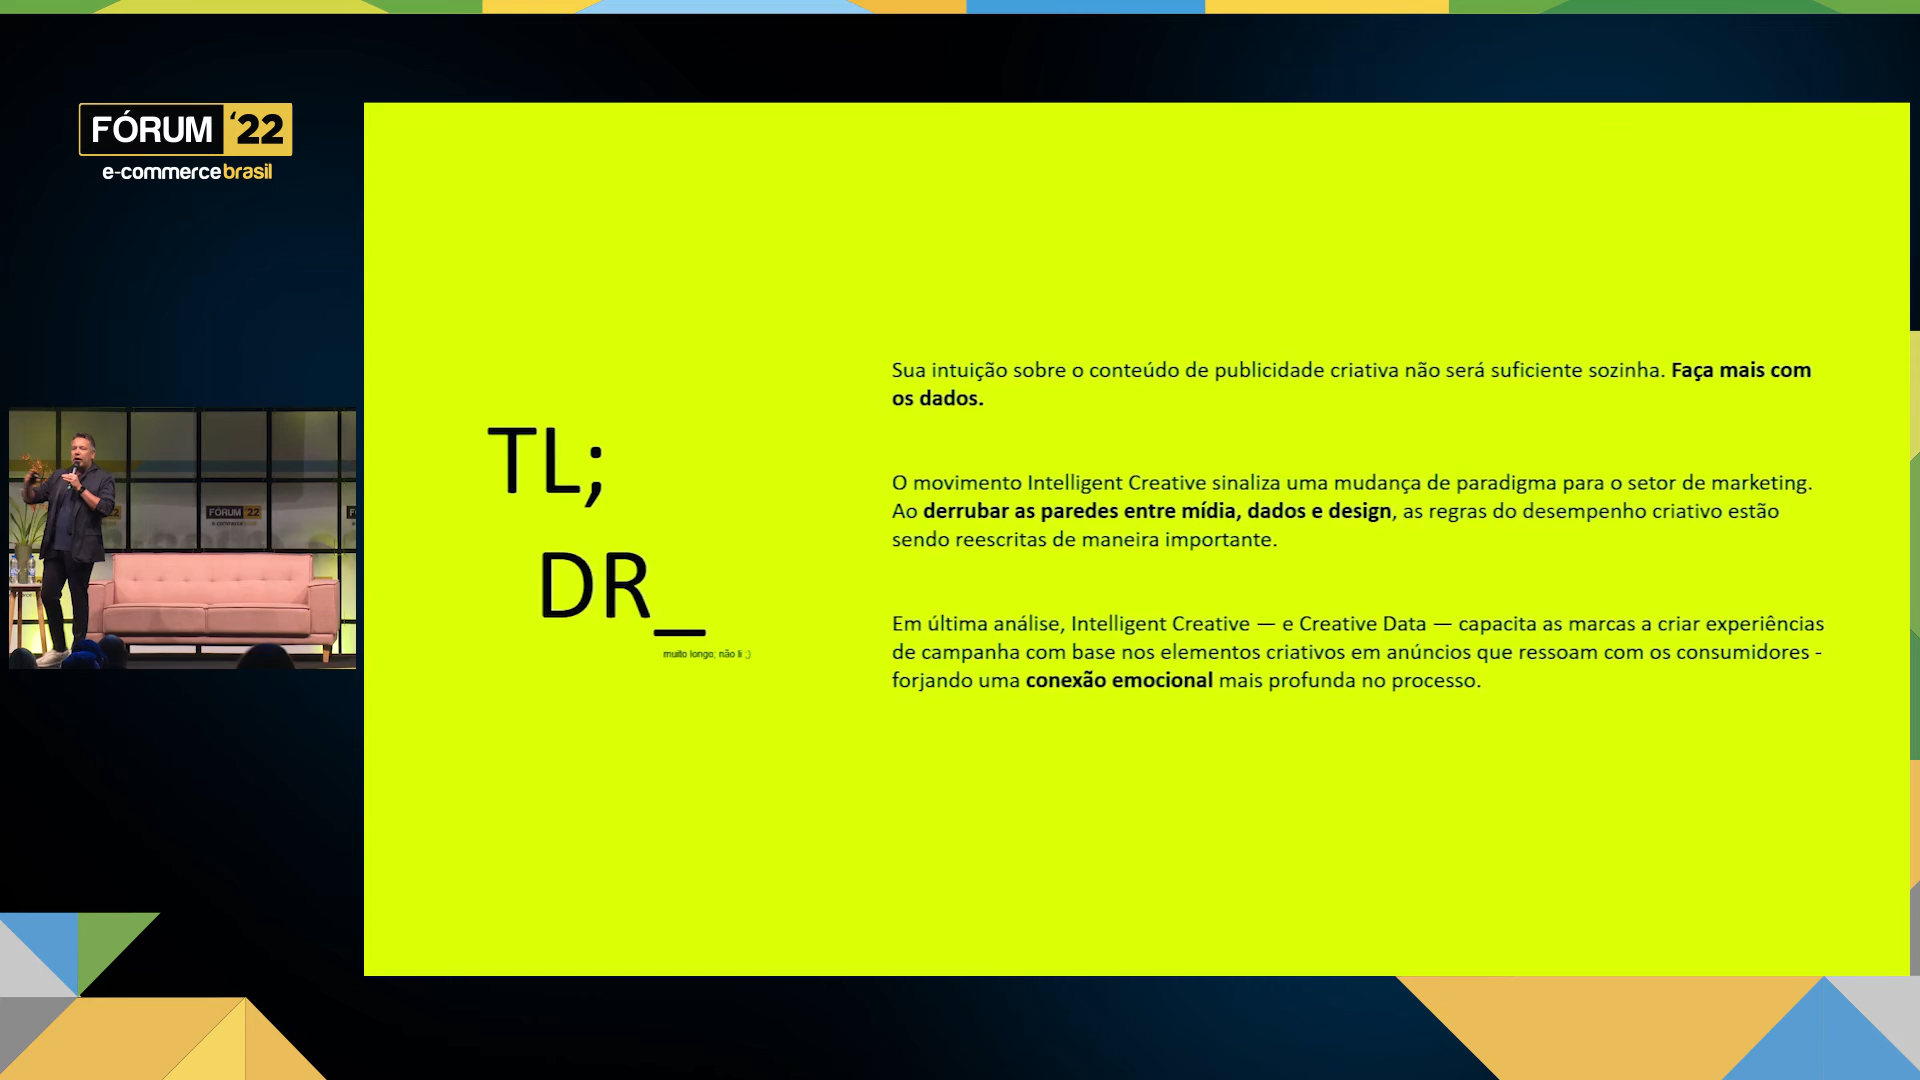 FÓRUM '22
e-commercebrasil
Sua intuição sobre o conteúdo de publicidade criativa não será suficiente sozinha. Faça mais com
os dados.
TL;
DR_
muito longo; não li ;)
O movimento Intelligent Creative sinaliza uma mudança de paradigma para o setor de marketing.
Ao derrubar as paredes entre mídia, dados e design, as regras do desempenho criativo estão
sendo reescritas de maneira importante.
Em última análise, Intelligent Creative — e Creative Data — capacita as marcas a criar experiências
de campanha com base nos elementos criativos em anúncios que ressoam com os consumidores -
forjando uma conexão emocional mais profunda no processo.
FÓRUM '22